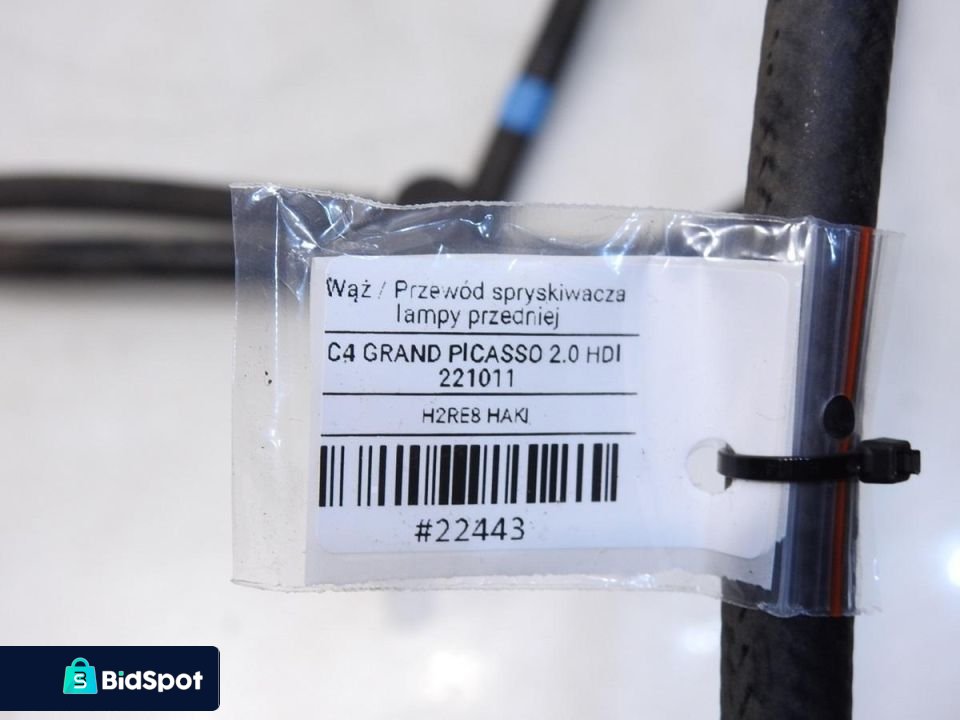 Wąż / Przewód spryskiwacza
lampy przedniej
C4 GRAND PICASSO 2.0 HDI
221011
H2RE8 HAKI
#22443
BidSpot